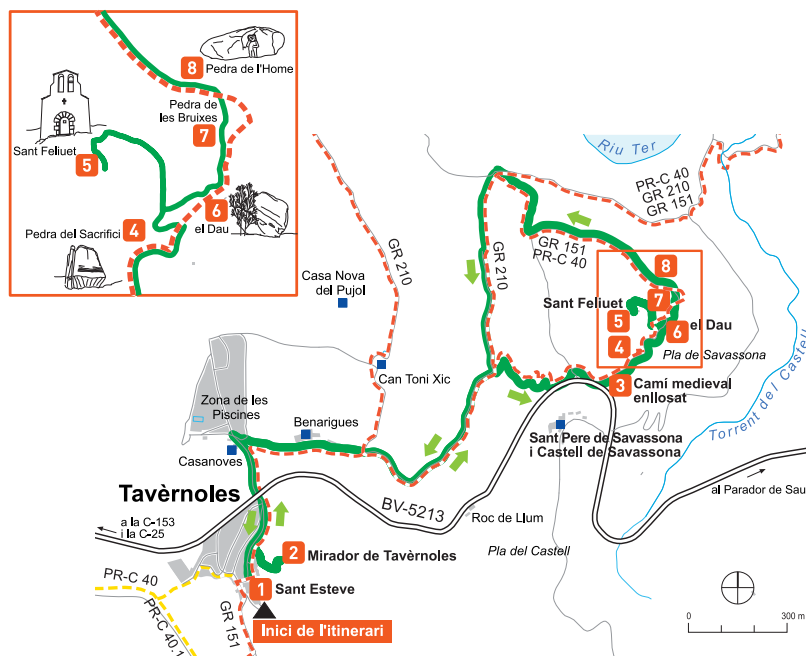 8
Pedra de l'Home
Pedra de
les Bruixes
7
Sant Feliuet
5
6
el Dau
Pedra del Sacrifici
4
Riu Ter
PR-C 40
GR 210
GR 151
GR 210
GR 151
PR-C 40
GR 210
Casa Nova
del Pujol
8
Sant Feliuet
7
5
6
el Dau
4
Pla de Savassona
Can Toni Xic
3
Camí medieval
enllosat
Zona de les
Piscines
Benarigues
Casanoves
Sant Pere de Savassona
i Castell de Savassona
Torrent del Castell
Tavèrnoles
BV-5213
al Parador de Sau
a la C-153
i la C-25
Roc de Llum
Pla del Castell
2
Mirador de Tavèrnoles
PR-C 40
PR-C 40.1
1
Sant Esteve
GR 151
Inici de l'itinerari
0
300 m